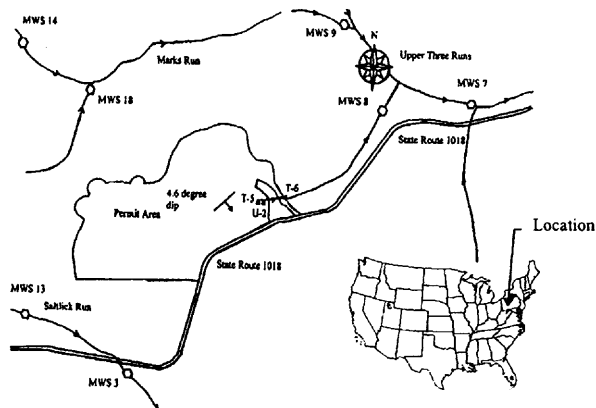 MWS 14
MWS 9
N
Upper Three Runs
Marks Run
MWS 7
MWS 18
MWS 8
State Route 1018
4.6 degree
dip
T-6
T-5
U-2
Permit Area
State Route 1018
Location
MWS 13
Saltlick Run
MWS 3